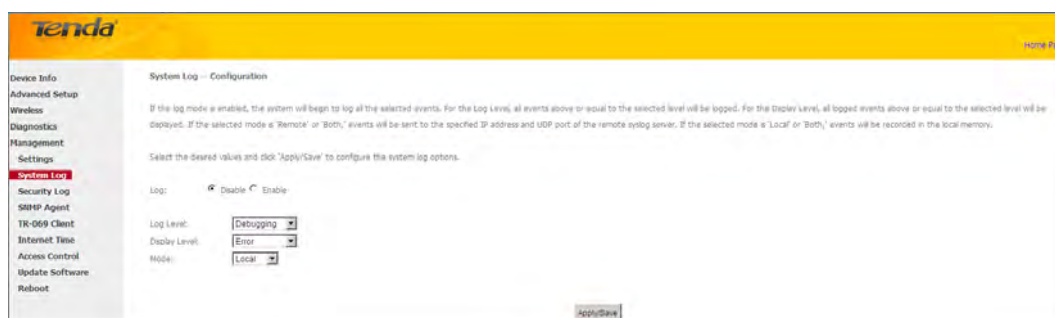 Tenda
Home P
Device Info
Advanced Setup
Wireless
Diagnostics
Management
Settings
System Log
Security Log
SNMP Agent
TR-069 Client
Internet Time
Access Control
Update Software
Reboot
System Log -- Configuration
If the log mode is enabled, the system will begin to log all the selected events. For the Log Level, all events above or equal to the selected level will be logged. For the Display Level, all logged events above or equal to the selected level will be
displayed. If the selected mode is 'Remote' or 'Both,' events will be sent to the specified IP address and UDP port of the remote syslog server. If the selected mode is 'Local' or 'Both,' events will be recorded in the local memory.
Select the desired values and click 'Apply/Save' to configure the system log options.
Log: Disable Enable
Log Level: Debugging
Display Level: Error
Mode: Local
Apply/Save